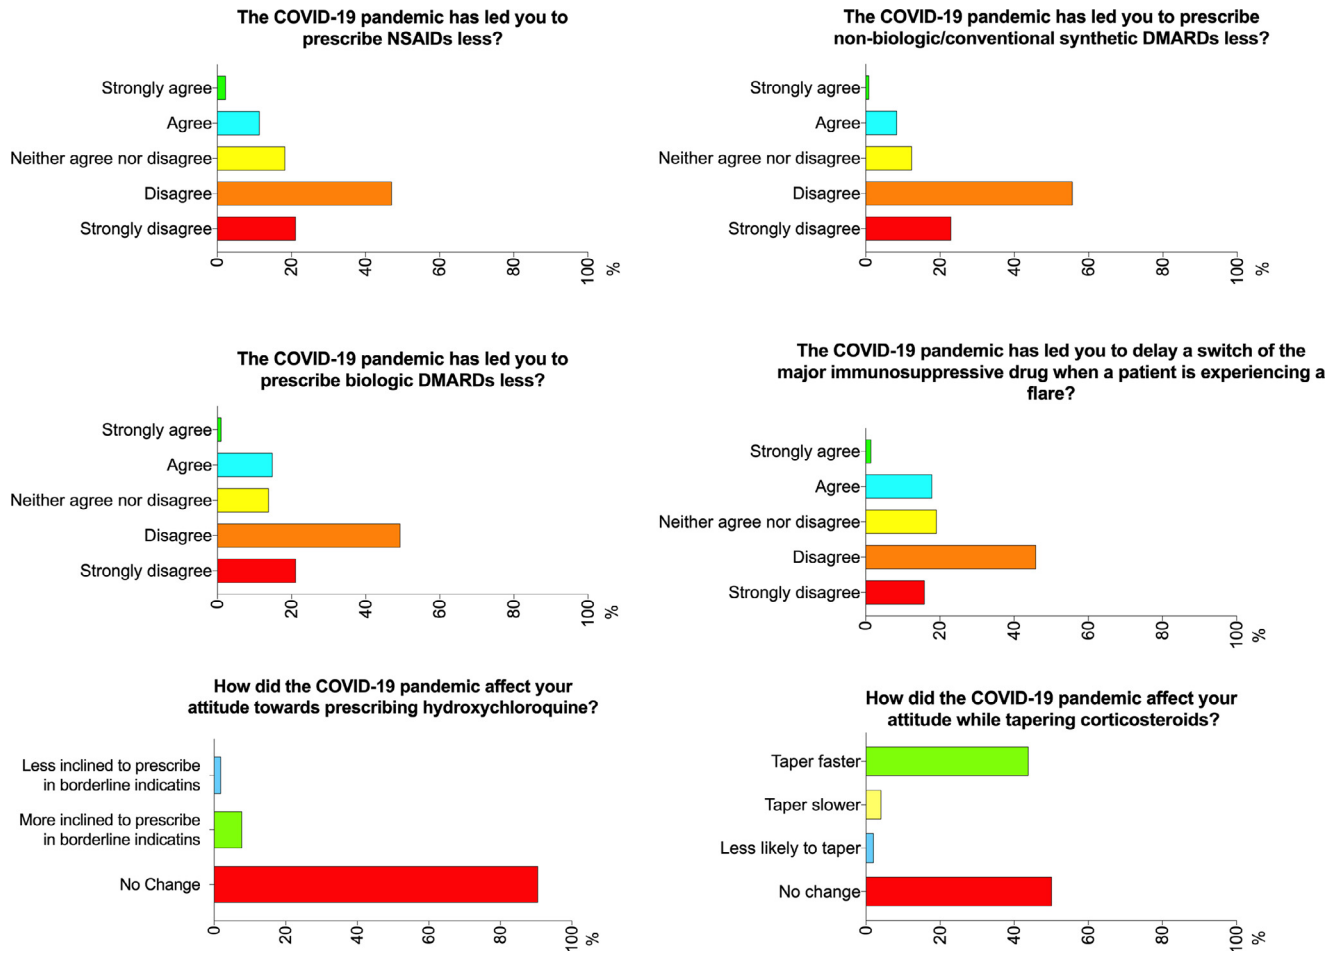 The COVID-19 pandemic has led you to
prescribe NSAIDs less?
Strongly agree
Agree
Neither agree nor disagree
Disagree
Strongly disagree
0 20 40 60 80 100 %
The COVID-19 pandemic has led you to prescribe
non-biologic/conventional synthetic DMARDs less?
Strongly agree
Agree
Neither agree nor disagree
Disagree
Strongly disagree
0 20 40 60 80 100 %
The COVID-19 pandemic has led you to
prescribe biologic DMARDs less?
Strongly agree
Agree
Neither agree nor disagree
Disagree
Strongly disagree
0 20 40 60 80 100 %
The COVID-19 pandemic has led you to delay a switch of the
major immunosuppressive drug when a patient is experiencing a
flare?
Strongly agree
Agree
Neither agree nor disagree
Disagree
Strongly disagree
0 20 40 60 80 100 %
How did the COVID-19 pandemic affect your
attitude towards prescribing hydroxychloroquine?
Less inclined to prescribe
in borderline indicatins
More inclined to prescribe
in borderline indicatins
No Change
0 20 40 60 80 100 %
How did the COVID-19 pandemic affect your
attitude while tapering corticosteroids?
Taper faster
Taper slower
Less likely to taper
No change
0 20 40 60 80 100 %